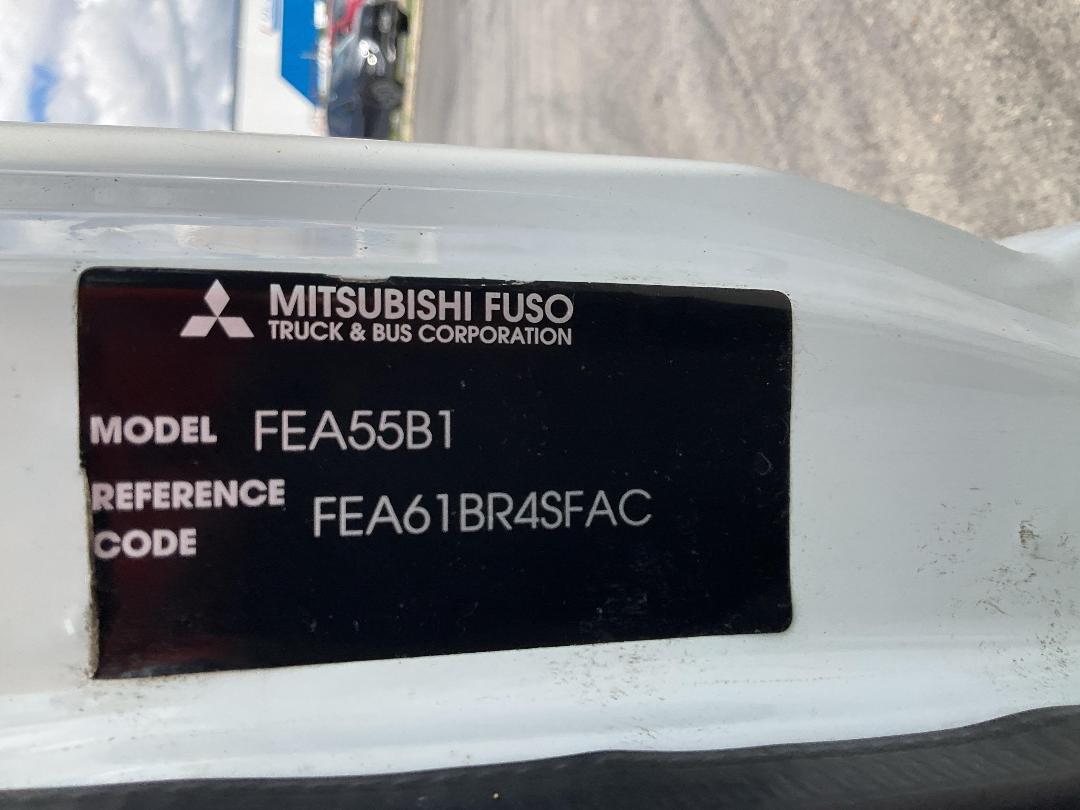 MITSUBISHI FUSO
TRUCK & BUS CORPORATION
MODEL FEA55B1
REFERENCE CODE FEA61BR4SFAC